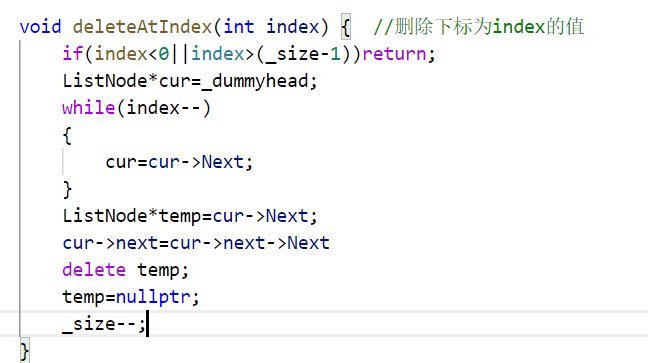 void deleteAtIndex(int index) {  //删除下标为index的值
    if(index<0||index>(_size-1))return;
    ListNode*cur=_dummyhead;
    while(index--)
    {
        cur=cur->Next;
    }
    ListNode*temp=cur->Next;
    cur->next=cur->next->Next
    delete temp;
    temp=nullptr;
    _size--;
}